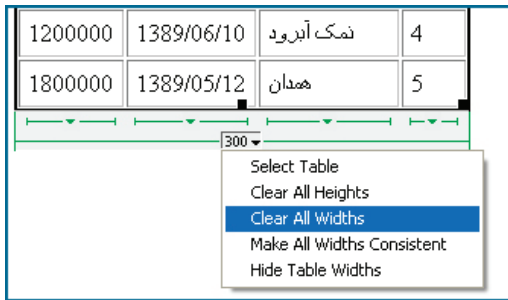 1200000 1389/06/10 نمک آبرود 4
1800000 1389/05/12 همدان 5
300
Select Table
Clear All Heights
Clear All Widths
Make All Widths Consistent
Hide Table Widths